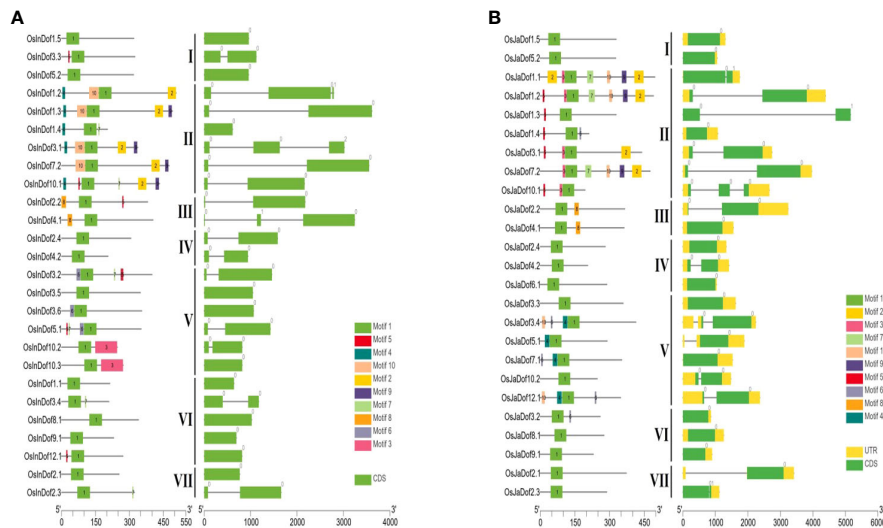 A
OsInDof1.5
OsInDof3.3
OsInDof5.2
OsInDof1.2
OsInDof1.3
OsInDof1.4
OsInDof3.1
OsInDof7.2
OsInDof10.1
OsInDof2.2
OsInDof4.1
OsInDof2.4
OsInDof4.2
OsInDof3.2
OsInDof3.5
OsInDof3.6
OsInDof5.1
OsInDof10.2
OsInDof10.3
OsInDof1.1
OsInDof3.4
OsInDof8.1
OsInDof9.1
OsInDof12.1
OsInDof2.1
OsInDof2.3
I
II
III
IV
V
VI
VII
Motif 1
Motif 5
Motif 4
Motif 10
Motif 2
Motif 9
Motif 7
Motif 8
Motif 6
Motif 3
CDS
5' 3'
0 150 300 450 550
5' 3'
0 1000 2000 3000 4000
B
OsJaDof1.5
OsJaDof5.2
OsJaDof1.1
OsJaDof1.2
OsJaDof1.3
OsJaDof1.4
OsJaDof3.1
OsJaDof7.2
OsJaDof10.1
OsJaDof2.2
OsJaDof4.1
OsJaDof2.4
OsJaDof4.2
OsJaDof6.1
OsJaDof3.3
OsJaDof3.4
OsJaDof5.1
OsJaDof7.1
OsJaDof10.2
OsJaDof12.1
OsJaDof3.2
OsJaDof8.1
OsJaDof9.1
OsJaDof2.1
OsJaDof2.3
I
II
III
IV
V
VI
VII
Motif 1
Motif 2
Motif 3
Motif 7
Motif 1
Motif 9
Motif 5
Motif 6
Motif 8
Motif 4
UTR
CDS
5' 3'
0 150 300 450
5' 3'
0 1000 2000 3000 4000 5000 600